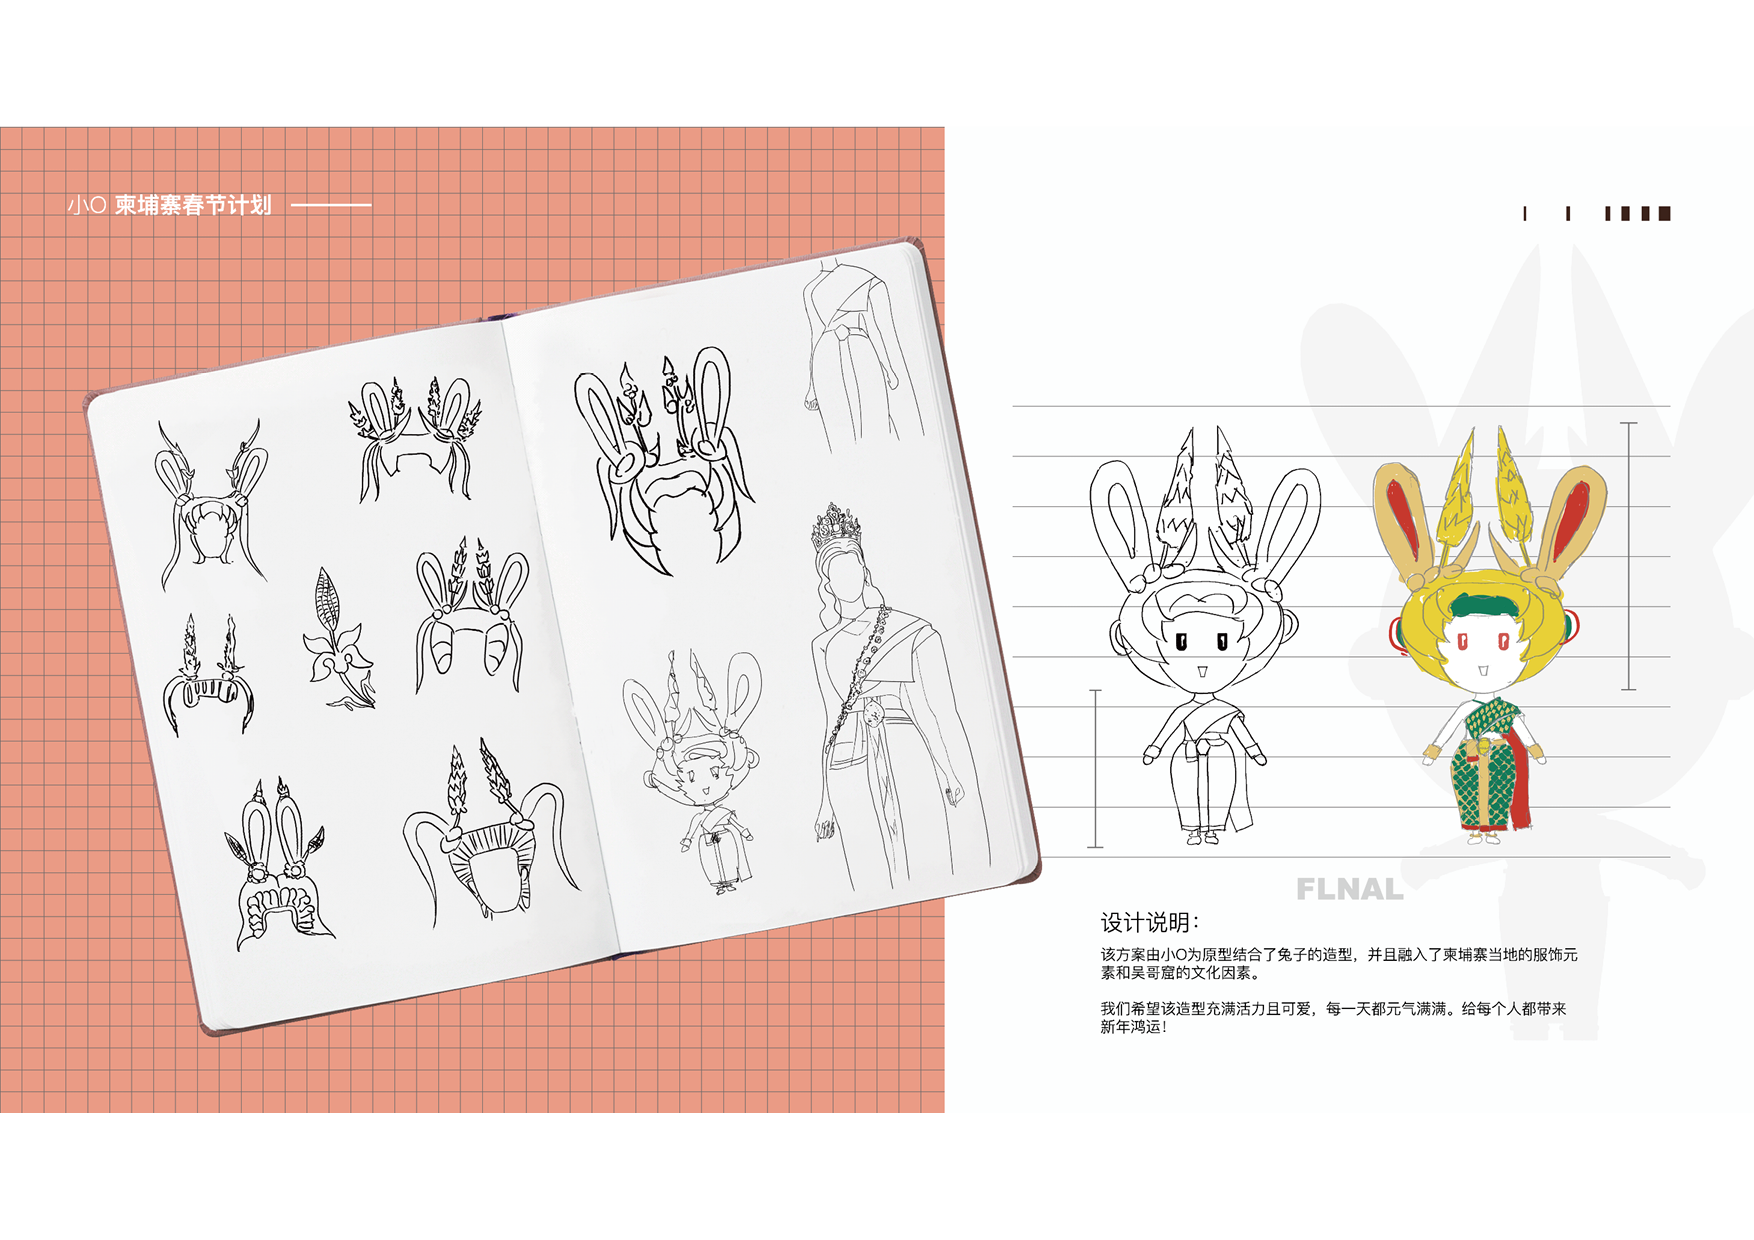 小O 柬埔寨春节计划
FLNAL
设计说明：
该方案由小O为原型结合了兔子的造型，并且融入了柬埔寨当地的服饰元
素和吴哥窟的文化因素。
我们希望该造型充满活力且可爱，每一天都元气满满。给每个人都带来
新年鸿运！